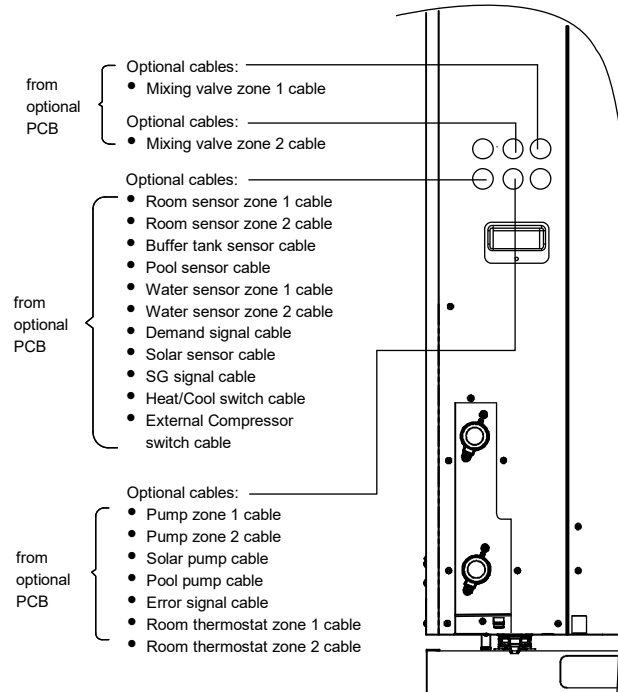 from
optional
PCB
Optional cables:
• Mixing valve zone 1 cable
Optional cables:
• Mixing valve zone 2 cable
from
optional
PCB
Optional cables:
• Room sensor zone 1 cable
• Room sensor zone 2 cable
• Buffer tank sensor cable
• Pool sensor cable
• Water sensor zone 1 cable
• Water sensor zone 2 cable
• Demand signal cable
• Solar sensor cable
• SG signal cable
• Heat/Cool switch cable
• External Compressor
switch cable
from
optional
PCB
Optional cables:
• Pump zone 1 cable
• Pump zone 2 cable
• Solar pump cable
• Pool pump cable
• Error signal cable
• Room thermostat zone 1 cable
• Room thermostat zone 2 cable